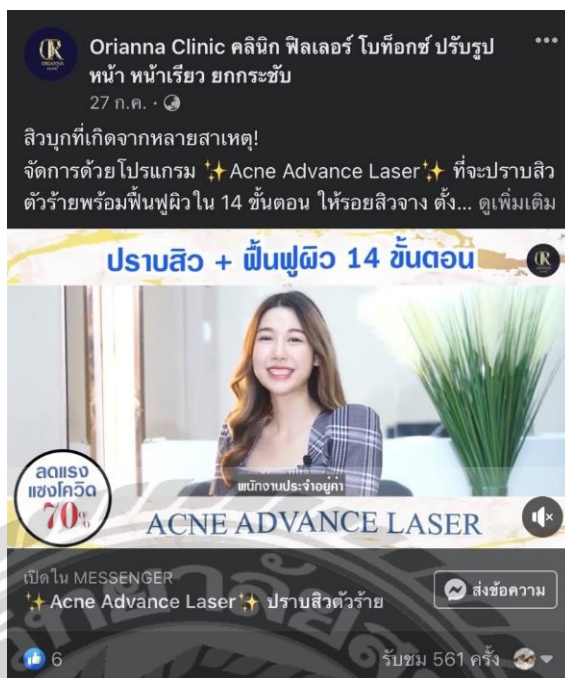 Orianna Clinic คลินิก ฟิลเลอร์ โบท็อกซ์ ปรับรูป
หน้า หน้าเรียว ยกกระชับ
27 ก.ค.
สิวบุกที่เกิดจากหลายสาเหตุ!
จัดการด้วยโปรแกรม ✨Acne Advance Laser✨ ที่จะปราบสิว
ตัวร้ายพร้อมฟื้นฟูผิวใน 14 ขั้นตอน ให้รอยสิวจาง ตั้ง... ดูเพิ่มเติม
ปราบสิว + ฟื้นฟูผิว 14 ขั้นตอน
พนักงานประจำอยู่ค่า
ลดแรง
แซงโควิด
70%
ACNE ADVANCE LASER
เปิดใน MESSENGER
✨Acne Advance Laser✨ ปราบสิวตัวร้าย
ส่งข้อความ
6
รับชม 561 ครั้ง